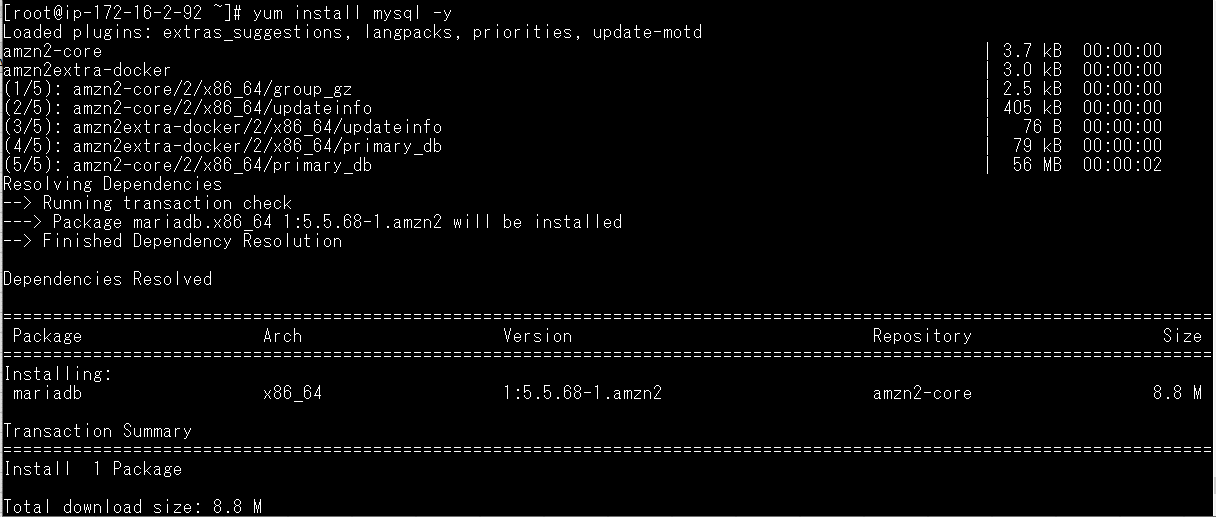 [root@ip-172-16-2-92 ~]# yum install mysql -y
Loaded plugins: extras_suggestions, langpacks, priorities, update-motd
amzn2-core | 3.7 kB 00:00:00
amzn2extra-docker | 3.0 kB 00:00:00
(1/5): amzn2-core/2/x86_64/group_gz | 2.5 kB 00:00:00
(2/5): amzn2-core/2/x86_64/updateinfo | 405 kB 00:00:00
(3/5): amzn2extra-docker/2/x86_64/updateinfo | 76 B 00:00:00
(4/5): amzn2extra-docker/2/x86_64/primary_db | 79 kB 00:00:00
(5/5): amzn2-core/2/x86_64/primary_db | 56 MB 00:00:02
Resolving Dependencies
--> Running transaction check
---> Package mariadb.x86_64 1:5.5.68-1.amzn2 will be installed
--> Finished Dependency Resolution
Dependencies Resolved
Package Arch Version Repository Size
Installing:
mariadb x86_64 1:5.5.68-1.amzn2 amzn2-core 8.8 M
Transaction Summary
Install 1 Package
Total download size: 8.8 M